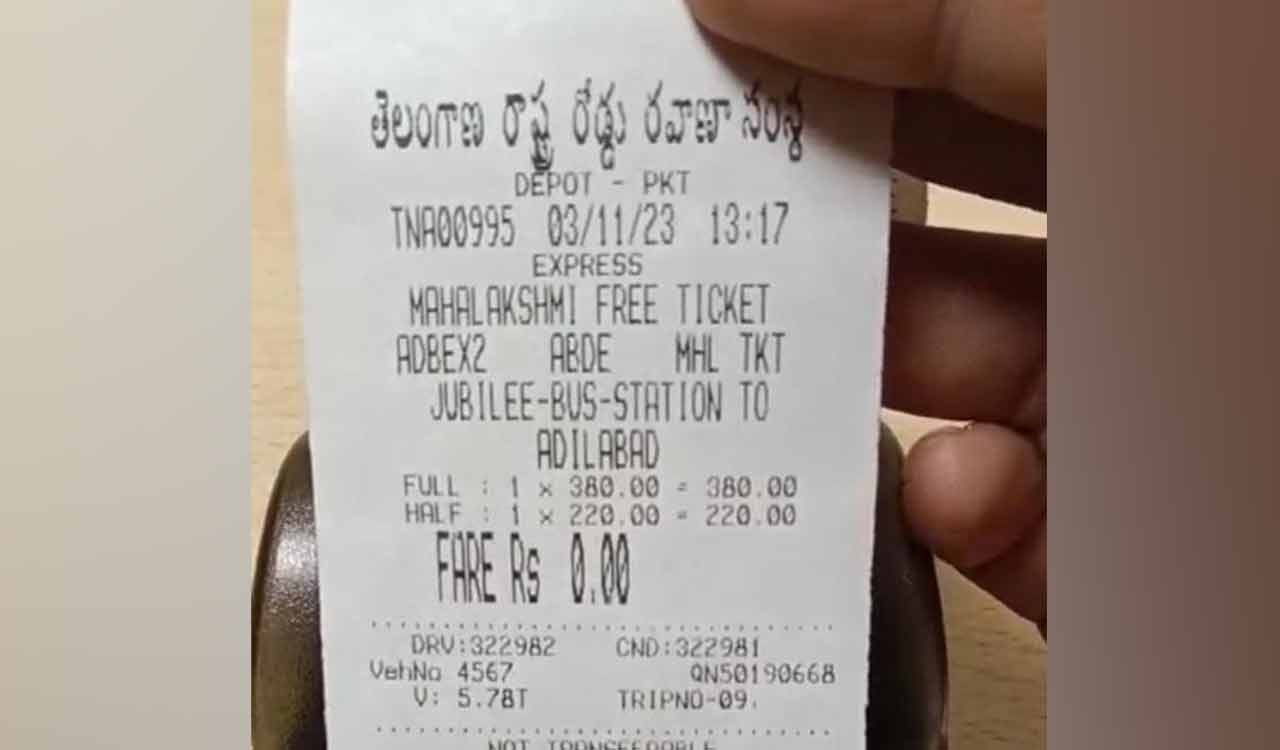 తెలంగాణ రాష్ట్ర రోడ్డు రవాణా సంస్థ
DEPOT - PKT
TNA00995 03/11/23 13:17
EXPRESS
MAHALAKSHMI FREE TICKET
ADBEX2 ABDE MHL TKT
JUBILEE-BUS-STATION TO
ADILABAD
FULL : 1 x 380.00 = 380.00
HALF : 1 x 220.00 = 220.00
FARE Rs 0.00
DRV:322982 CND:322981
VehNo 4567 QN50190668
V: 5.78T TRIPNO-09.
NOT TRANSFERABLE